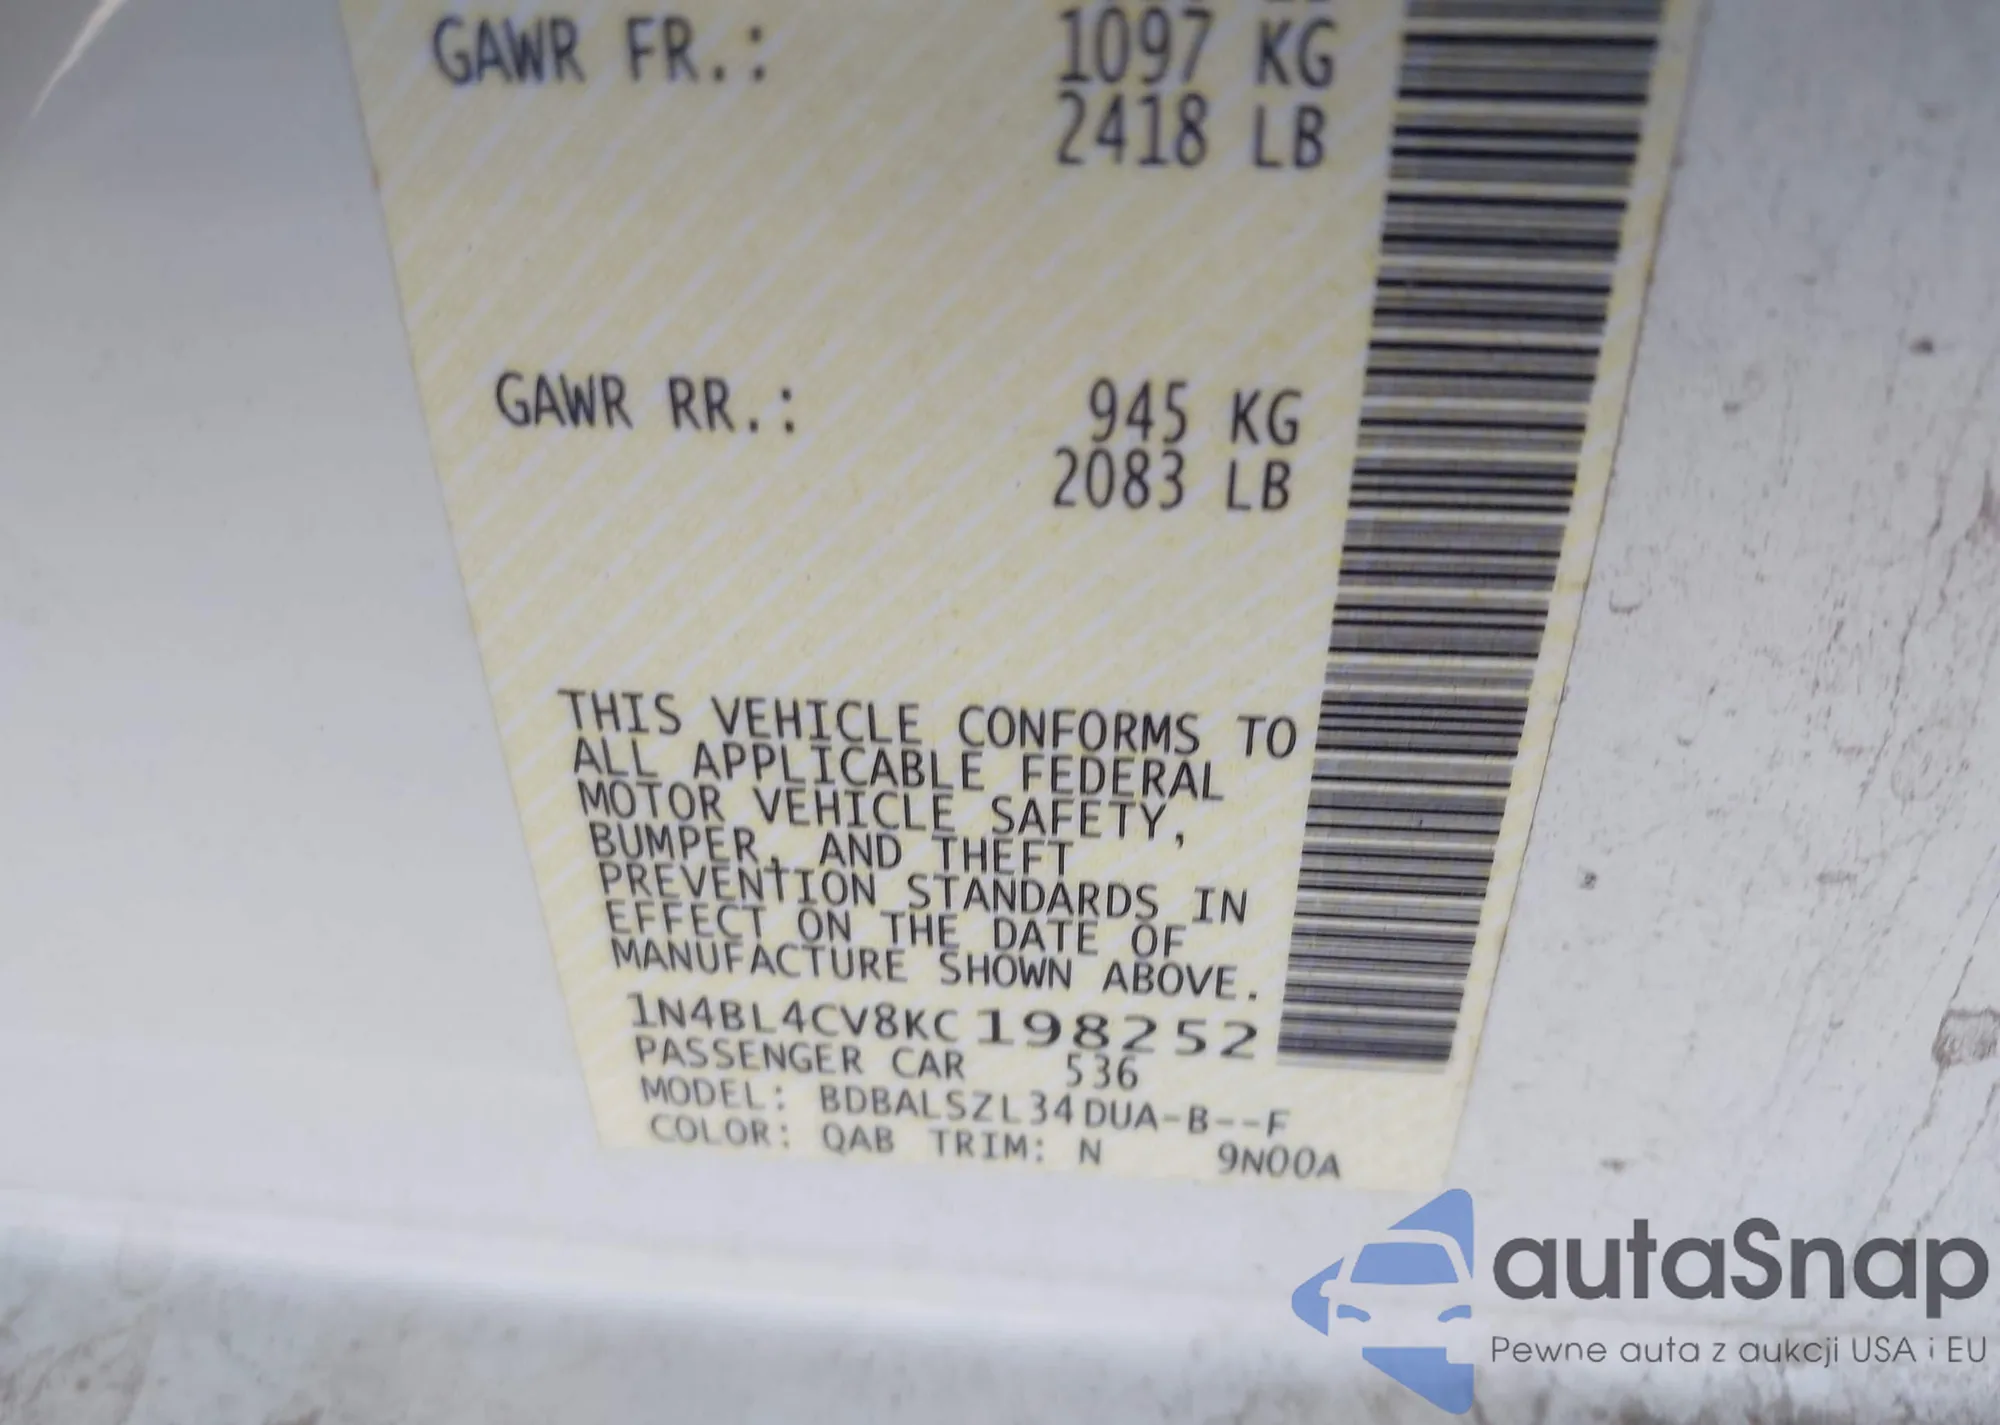 GAWR FR.: 1097 KG
2418 LB
GAWR RR.: 945 KG
2083 LB
THIS VEHICLE CONFORMS TO
ALL APPLICABLE FEDERAL
MOTOR VEHICLE SAFETY,
BUMPER, AND THEFT
PREVENTION STANDARDS IN
EFFECT ON THE DATE OF
MANUFACTURE SHOWN ABOVE.
1N4BL4CV8KC198252
PASSENGER CAR 536
MODEL: BDBALSZL34DUA-B--F
COLOR: QAB TRIM: N 9N00A
autaSnap
Pewne auta z aukcji USA i EU